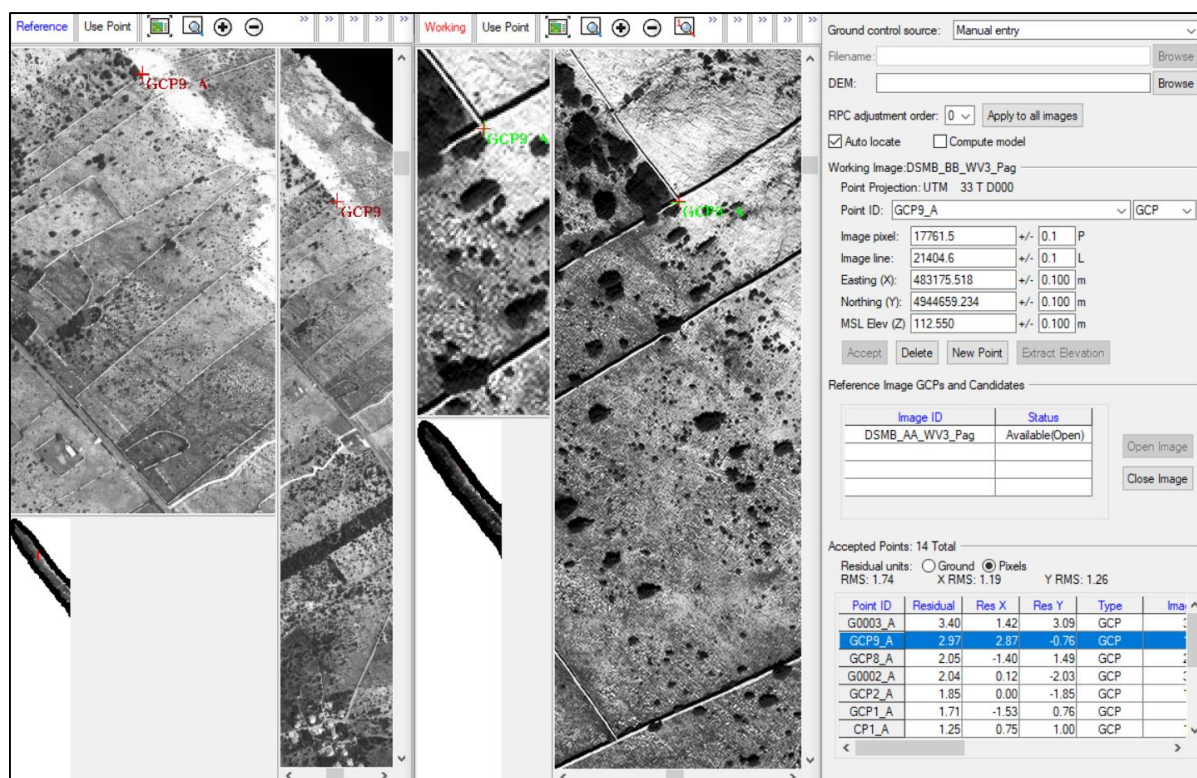 Reference Use Point >> >> >> >> >>
Working Use Point >> >> >> >> >>
GCP9_A
GCP9
GCP9_A
GCP9_A
Ground control source: Manual entry
Filename: Browse
DEM: Browse
RPC adjustment order: 0 Apply to all images
Auto locate Compute model
Working Image:DSMB_BB_WV3_Pag
Point Projection: UTM 33 T D000
Point ID: GCP9_A GCP
Image pixel: 17761.5 +/- 0.1 P
Image line: 21404.6 +/- 0.1 L
Easting (X): 483175.518 +/- 0.100 m
Northing (Y): 4944659.234 +/- 0.100 m
MSL Elev (Z) 112.550 +/- 0.100 m
Accept Delete New Point Extract Elevation
Reference Image GCPs and Candidates
Image ID Status
DSMB_AA_WV3_Pag Available(Open)
Open Image
Close Image
Accepted Points: 14 Total
Residual units: Ground Pixels
RMS: 1.74 X RMS: 1.19 Y RMS: 1.26
Point ID Residual Res X Res Y Type
G0003_A 3.40 1.42 3.09 GCP
GCP9_A 2.97 2.87 -0.76 GCP
GCP8_A 2.05 -1.40 1.49 GCP
G0002_A 2.04 0.12 -2.03 GCP
GCP2_A 1.85 0.00 -1.85 GCP
GCP1_A 1.71 -1.53 0.76 GCP
CP1_A 1.25 0.75 1.00 GCP